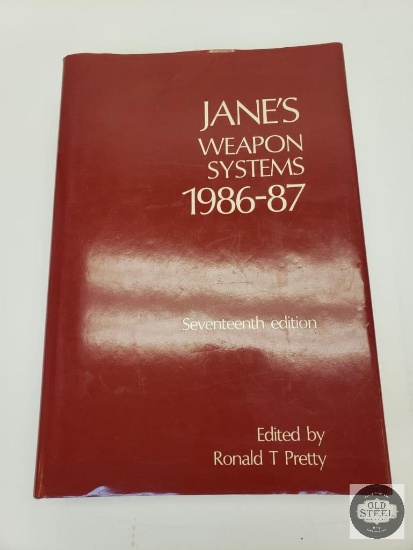 JANE'S
WEAPON
SYSTEMS
1986-87
Seventeenth edition
Edited by
Ronald T Pretty
OLD
STEEL